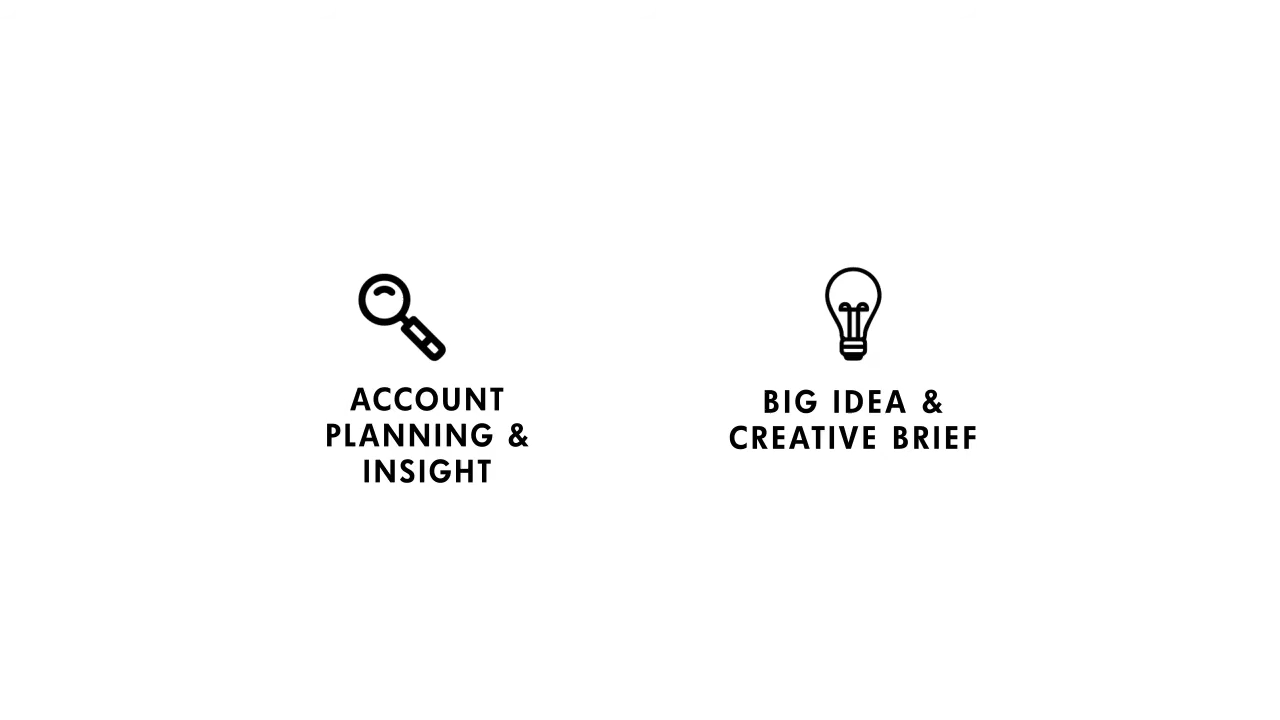 ACCOUNT
PLANNING &
INSIGHT
BIG IDEA &
CREATIVE BRIEF